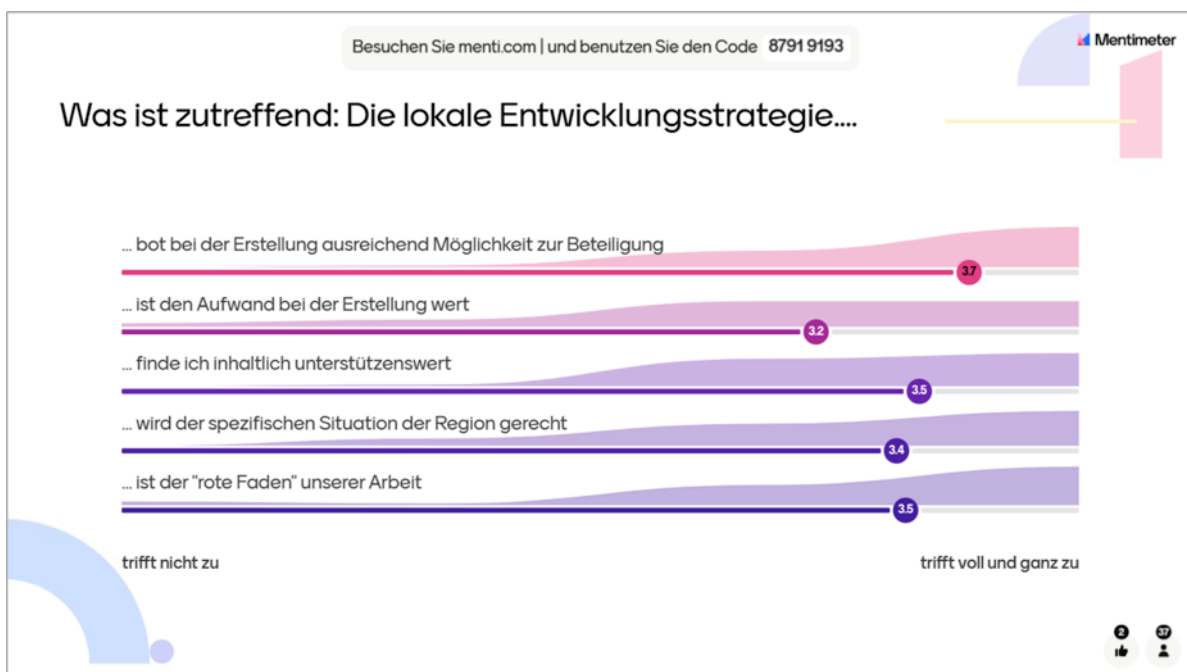 Besuchen Sie menti.com | und benutzen Sie den Code 8791 9193
Mentimeter
Was ist zutreffend: Die lokale Entwicklungsstrategie....
... bot bei der Erstellung ausreichend Möglichkeit zur Beteiligung
3.7
... ist den Aufwand bei der Erstellung wert
3.2
... finde ich inhaltlich unterstützenswert
3.5
... wird der spezifischen Situation der Region gerecht
3.4
... ist der "rote Faden" unserer Arbeit
3.5
trifft nicht zu
trifft voll und ganz zu
2
37